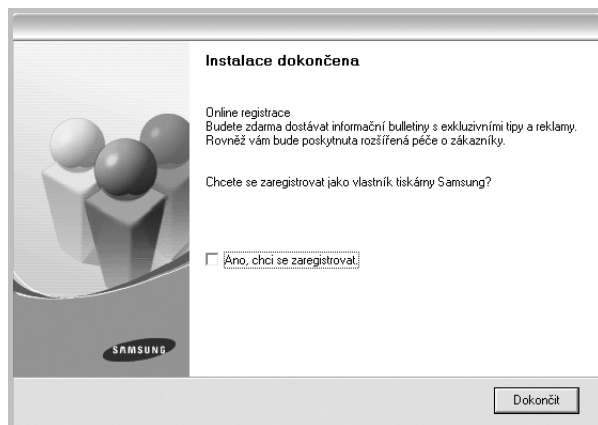 Instalace dokončena
Online registrace
Budete zdarma dostávat informační bulletiny s exkluzivními tipy a reklamy.
Rovněž vám bude poskytnuta rozšířená péče o zákazníky.
Chcete se zaregistrovat jako vlastník tiskárny Samsung?
Ano, chci se zaregistrovat.
SAMSUNG
Dokončit